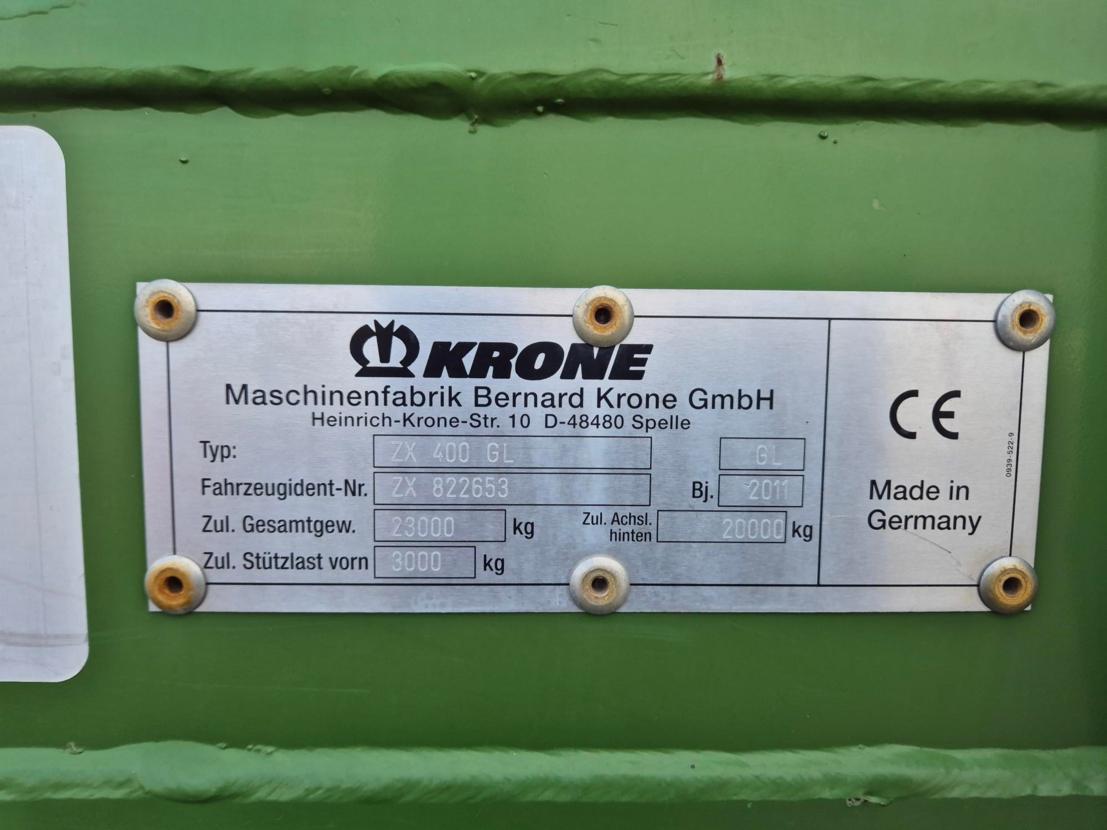 KRONE
Maschinenfabrik Bernard Krone GmbH
Heinrich-Krone-Str. 10 D-48480 Spelle
Typ: ZX 400 GL GL
Fahrzeugident-Nr. ZX 822653 Bj. 2011
Zul. Gesamtgew. 23000 kg Zul. Achsl. hinten 20000 kg
Zul. Stützlast vorn 3000 kg
CE
Made in
Germany
0939-522-9